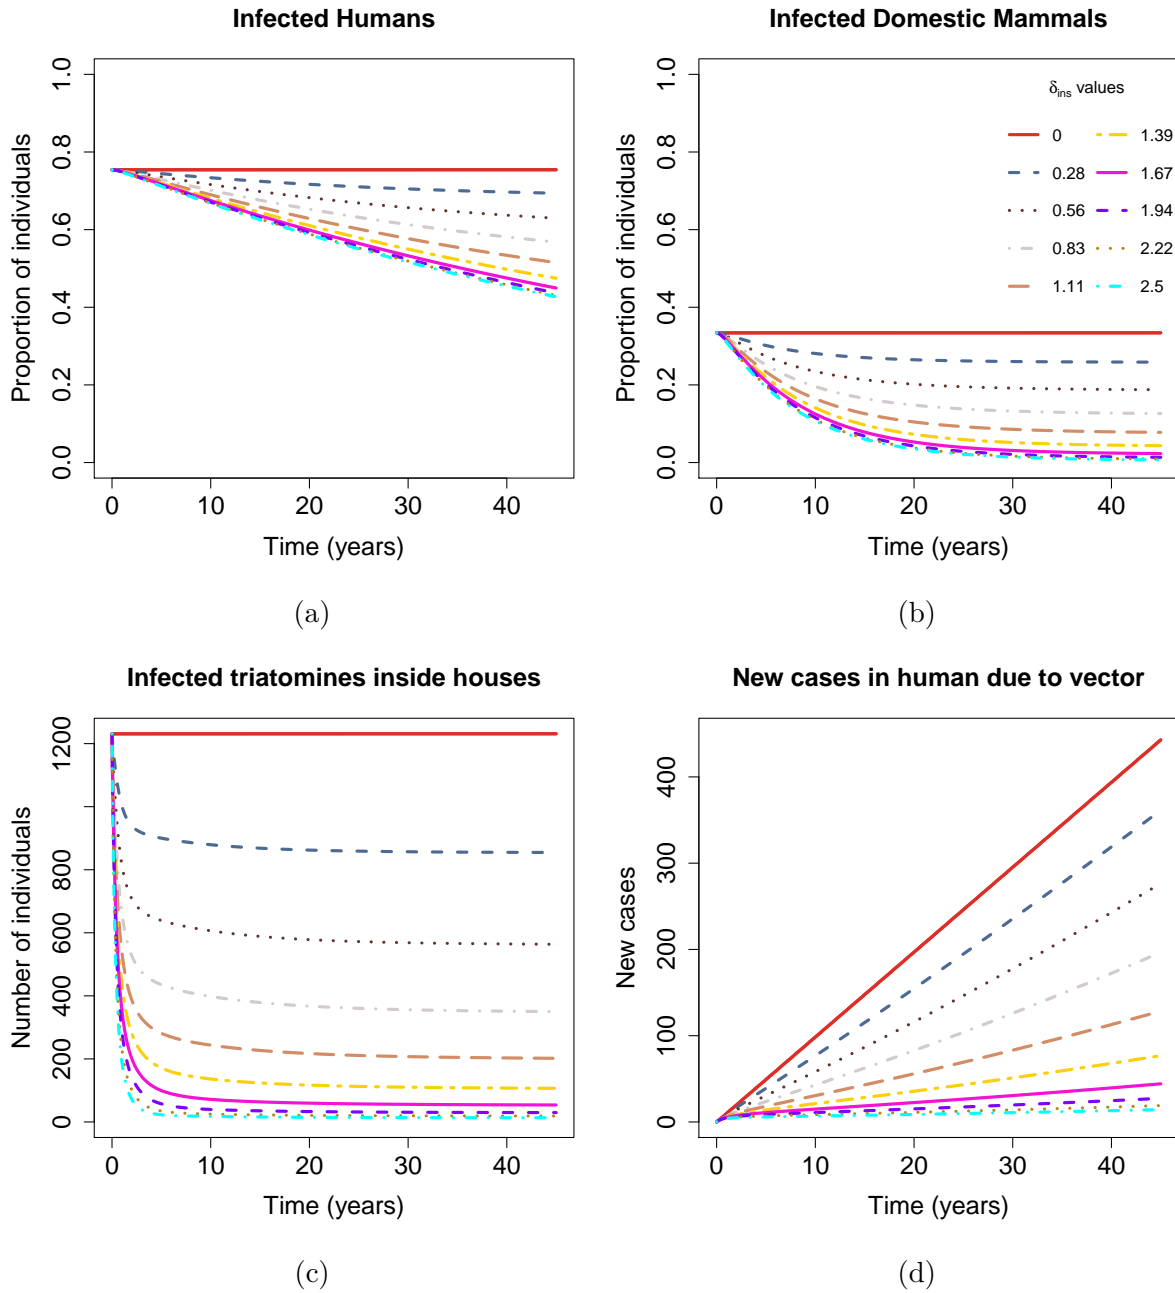 Infected Humans
Proportion of individuals
0.0 0.2 0.4 0.6 0.8 1.0
0 10 20 30 40
Time (years)
(a)
Infected Domestic Mammals
Proportion of individuals
0.0 0.2 0.4 0.6 0.8 1.0
δins values
0 1.39
0.28 1.67
0.56 1.94
0.83 2.22
1.11 2.5
0 10 20 30 40
Time (years)
(b)
Infected triatomines inside houses
Number of individuals
0 200 400 600 800 1200
0 10 20 30 40
Time (years)
(c)
New cases in human due to vector
New cases
0 100 200 300 400
0 10 20 30 40
Time (years)
(d)